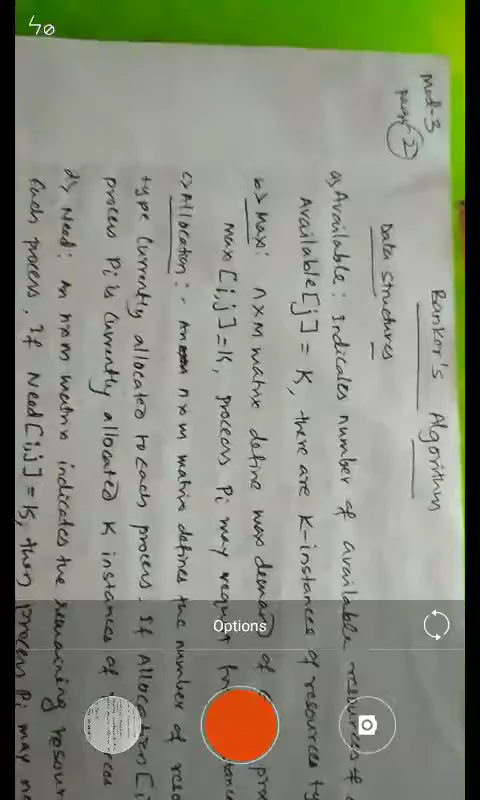 Mod-3
page 2
Bankor's Algorithm
Data structures
a) Available: Indicates number of available resources of
Available[j] = K, there are K-instances of resources
b) Max: n×m matrix define max demand of
max [i,j] = K, process Pi may request
c) Allocation:- n×m matrix defines the number of
type currently allocated to each process. If Allocation [i
process Pi is currently allocated K instances of
d) Need: An n×m matrix indicates the remaining resour
Each process. If Need[i,j] = K, then process Pi may
Options